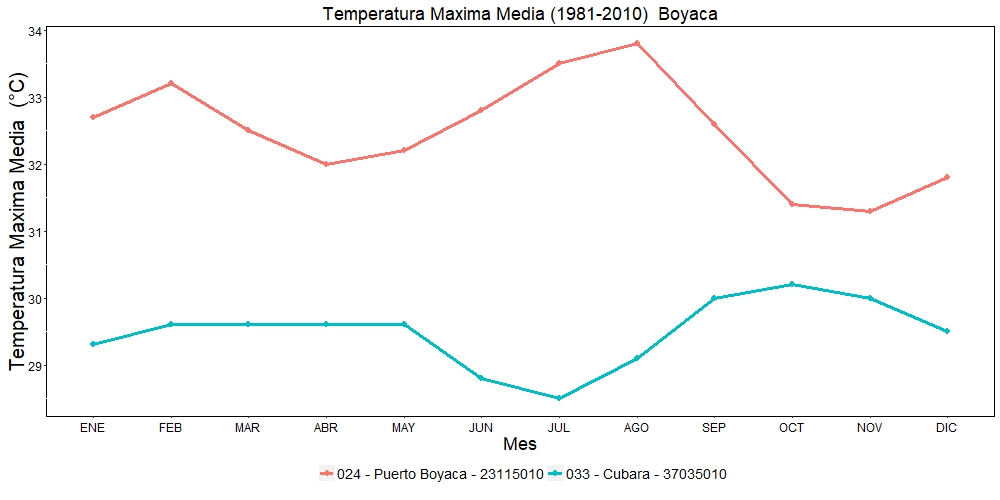 Temperatura Maxima Media (1981-2010)  Boyaca
Temperatura Maxima Media  (°C)
34
33
32
31
30
29
ENE FEB MAR ABR MAY JUN JUL AGO SEP OCT NOV DIC
Mes
024 - Puerto Boyaca - 23115010 033 - Cubara - 37035010